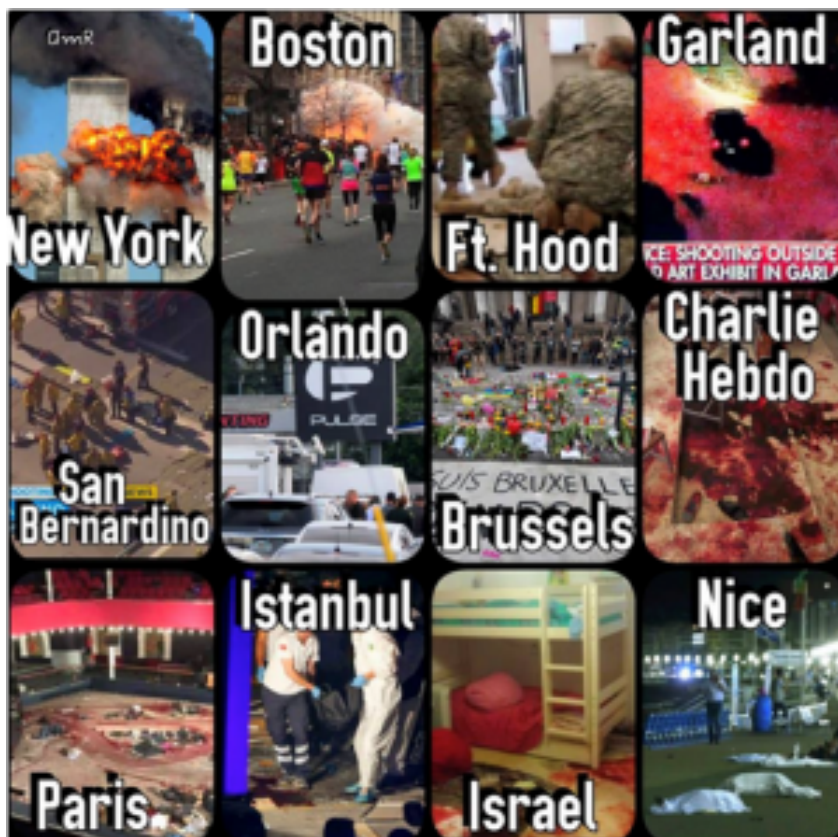 QmR
Boston
Garland
New York
Ft. Hood
ICE: SHOOTING OUTSIDE
D ART EXHIBIT IN GARLA
Orlando
Charlie
Hebdo
PULSE
San
Bernardino
SUIS BRUXELLE
Brussels
Istanbul
Nice
Paris
Israel